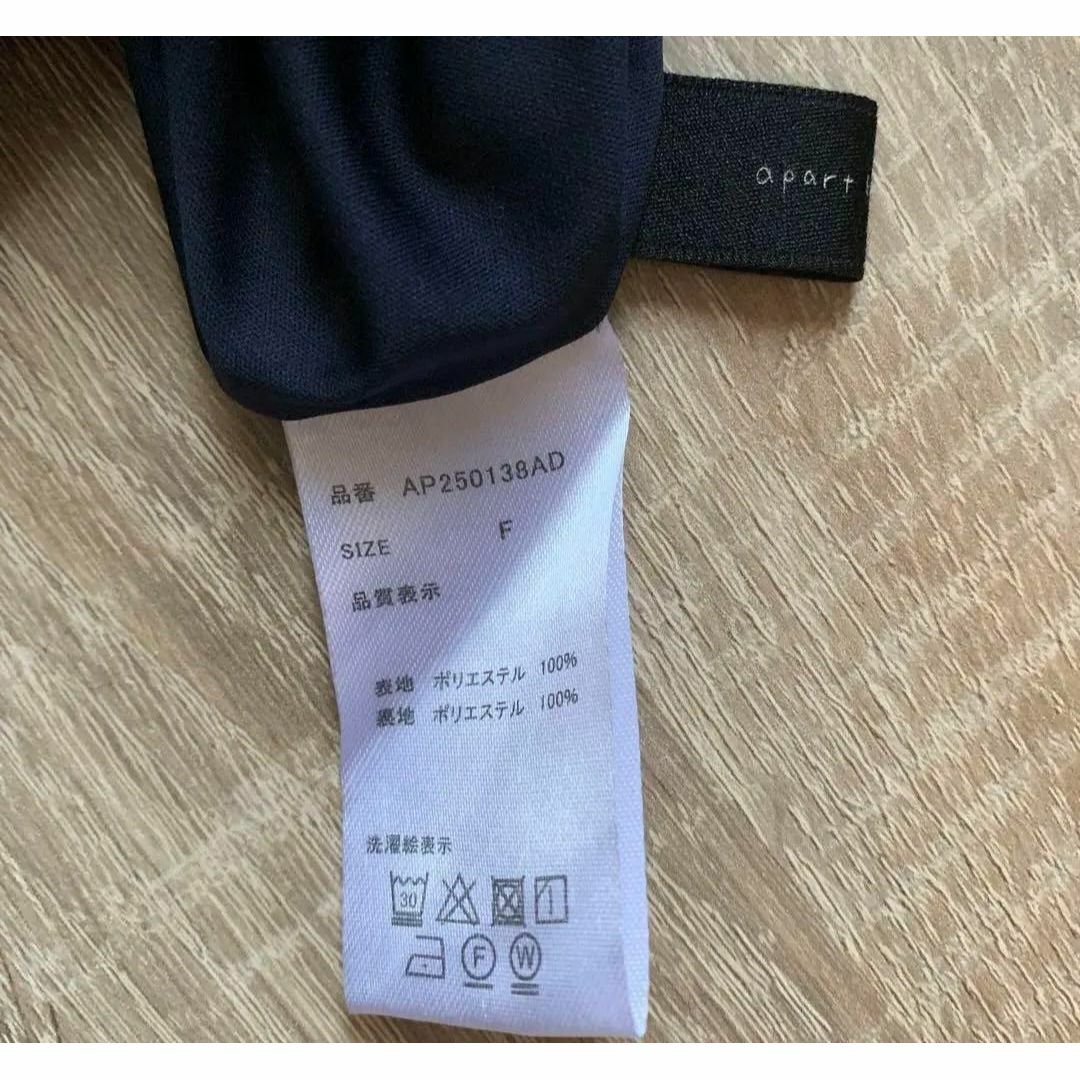 apart
品番 AP250138AD
SIZE F
品質表示
表地 ポリエステル 100%
裏地 ポリエステル 100%
洗濯絵表示
30
F W